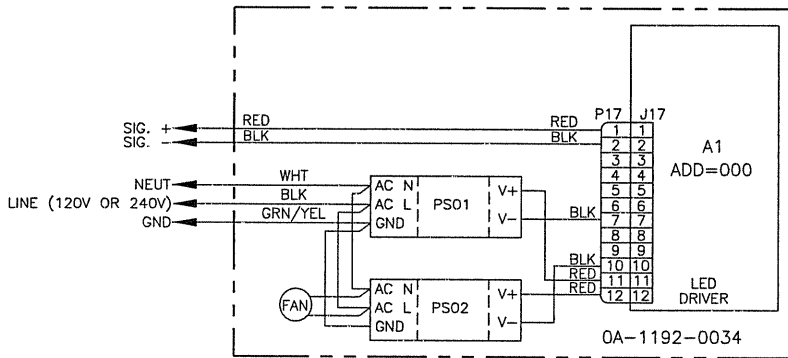 P17 J17
SIG. + RED RED 1 1
SIG. - BLK BLK 2 2
3 3
A1
ADD=000
4 4
NEUT WHT AC N V+ 5 5
LINE (120V OR 240V) BLK AC L PS01 6 6
GND GRN/YEL GND V- BLK 7 7
8 8
9 9
BLK 10 10
RED 11 11
RED 12 12
LED
DRIVER
FAN
AC N V+
AC L PS02
GND V-
0A-1192-0034